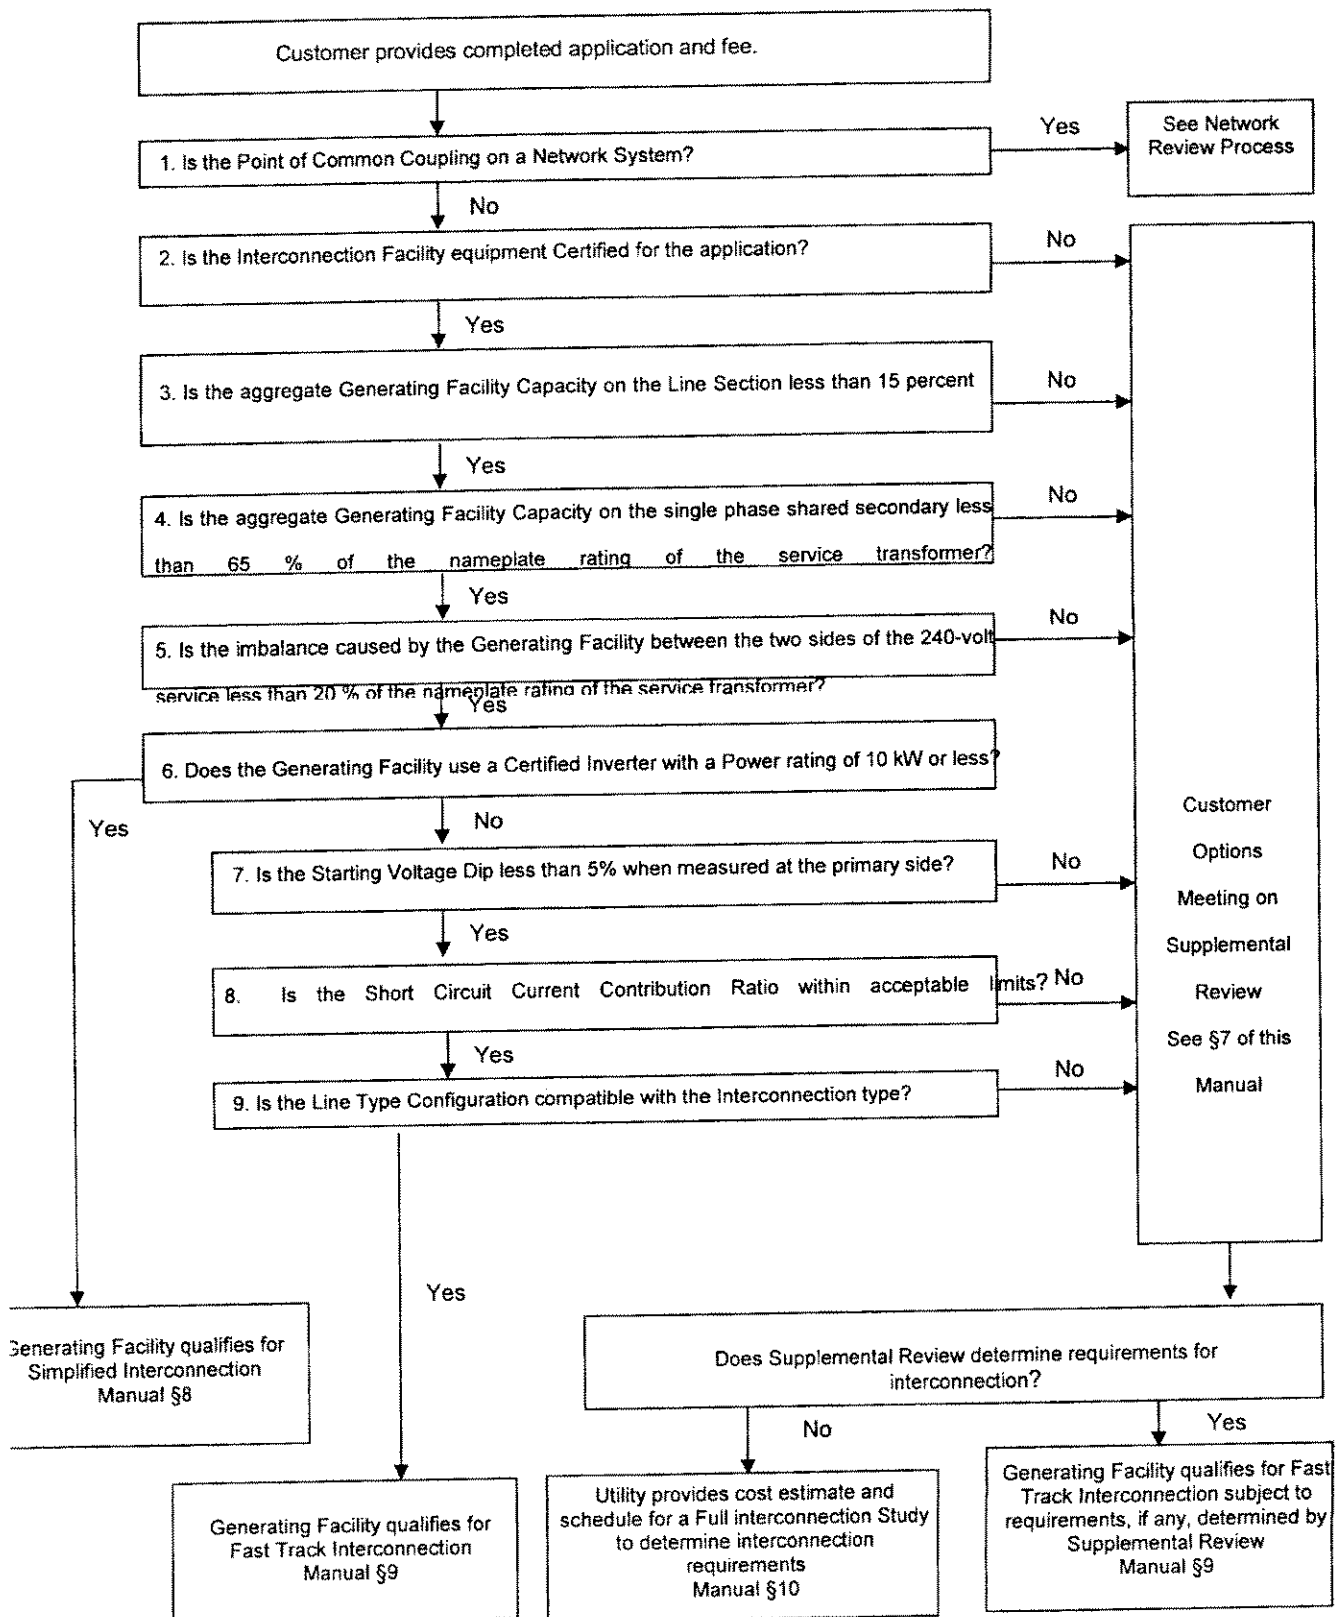 Customer provides completed application and fee.
1. Is the Point of Common Coupling on a Network System?
Yes
See Network
Review Process
No
2. Is the Interconnection Facility equipment Certified for the application?
No
Yes
3. Is the aggregate Generating Facility Capacity on the Line Section less than 15 percent
No
Yes
4. Is the aggregate Generating Facility Capacity on the single phase shared secondary less
than 65 % of the nameplate rating of the service transformer?
No
Yes
5. Is the imbalance caused by the Generating Facility between the two sides of the 240-volt
service less than 20 % of the nameplate rating of the service transformer?
No
Yes
6. Does the Generating Facility use a Certified Inverter with a Power rating of 10 kW or less?
Yes
No
7. Is the Starting Voltage Dip less than 5% when measured at the primary side?
No
Yes
8. Is the Short Circuit Current Contribution Ratio within acceptable limits?
No
Yes
9. Is the Line Type Configuration compatible with the Interconnection type?
No
Customer
Options
Meeting on
Supplemental
Review
See §7 of this
Manual
Yes
Generating Facility qualifies for
Simplified Interconnection
Manual §8
Does Supplemental Review determine requirements for
interconnection?
No
Yes
Generating Facility qualifies for
Fast Track Interconnection
Manual §9
Utility provides cost estimate and
schedule for a Full interconnection Study
to determine interconnection
requirements
Manual §10
Generating Facility qualifies for Fast
Track Interconnection subject to
requirements, if any, determined by
Supplemental Review
Manual §9